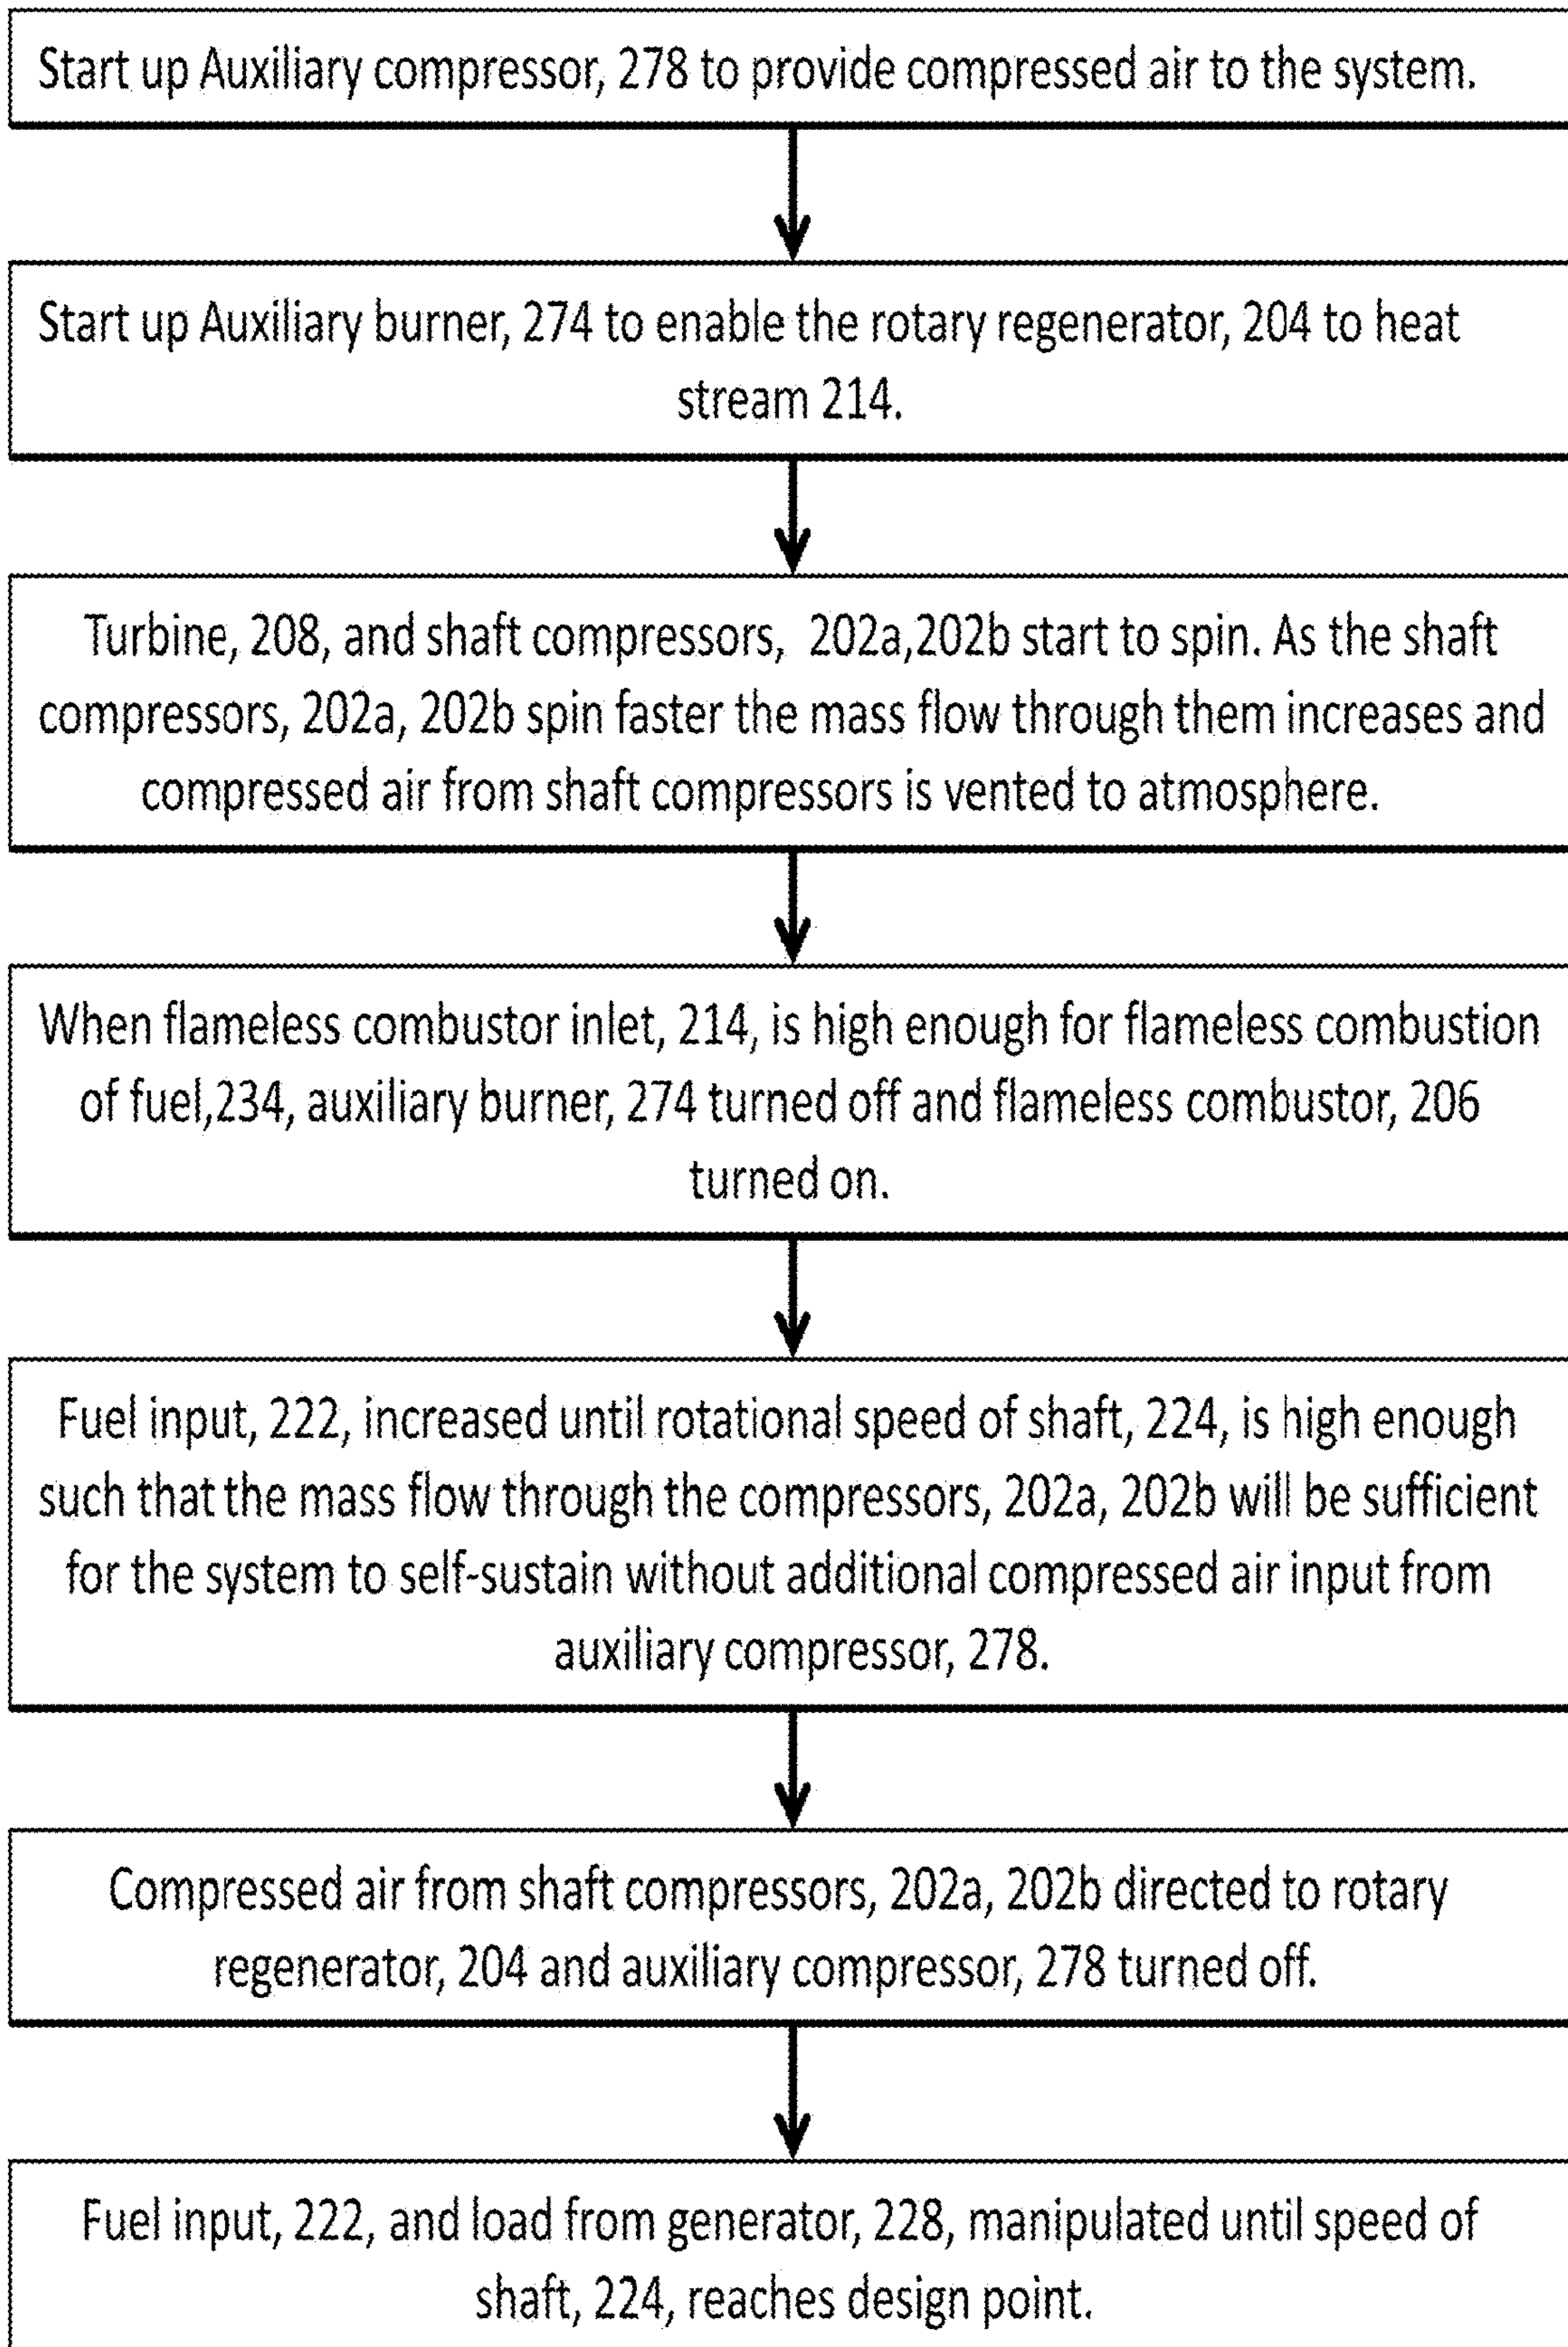 Start up Auxiliary compressor, 278 to provide compressed air to the system.
Start up Auxiliary burner, 274 to enable the rotary regenerator, 204 to heat
stream 214.
Turbine, 208, and shaft compressors, 202a,202b start to spin. As the shaft
compressors, 202a, 202b spin faster the mass flow through them increases and
compressed air from shaft compressors is vented to atmosphere.
When flameless combustor inlet, 214, is high enough for flameless combustion
of fuel,234, auxiliary burner, 274 turned off and flameless combustor, 206
turned on.
Fuel input, 222, increased until rotational speed of shaft, 224, is high enough
such that the mass flow through the compressors, 202a, 202b will be sufficient
for the system to self-sustain without additional compressed air input from
auxiliary compressor, 278.
Compressed air from shaft compressors, 202a, 202b directed to rotary
regenerator, 204 and auxiliary compressor, 278 turned off.
Fuel input, 222, and load from generator, 228, manipulated until speed of
shaft, 224, reaches design point.